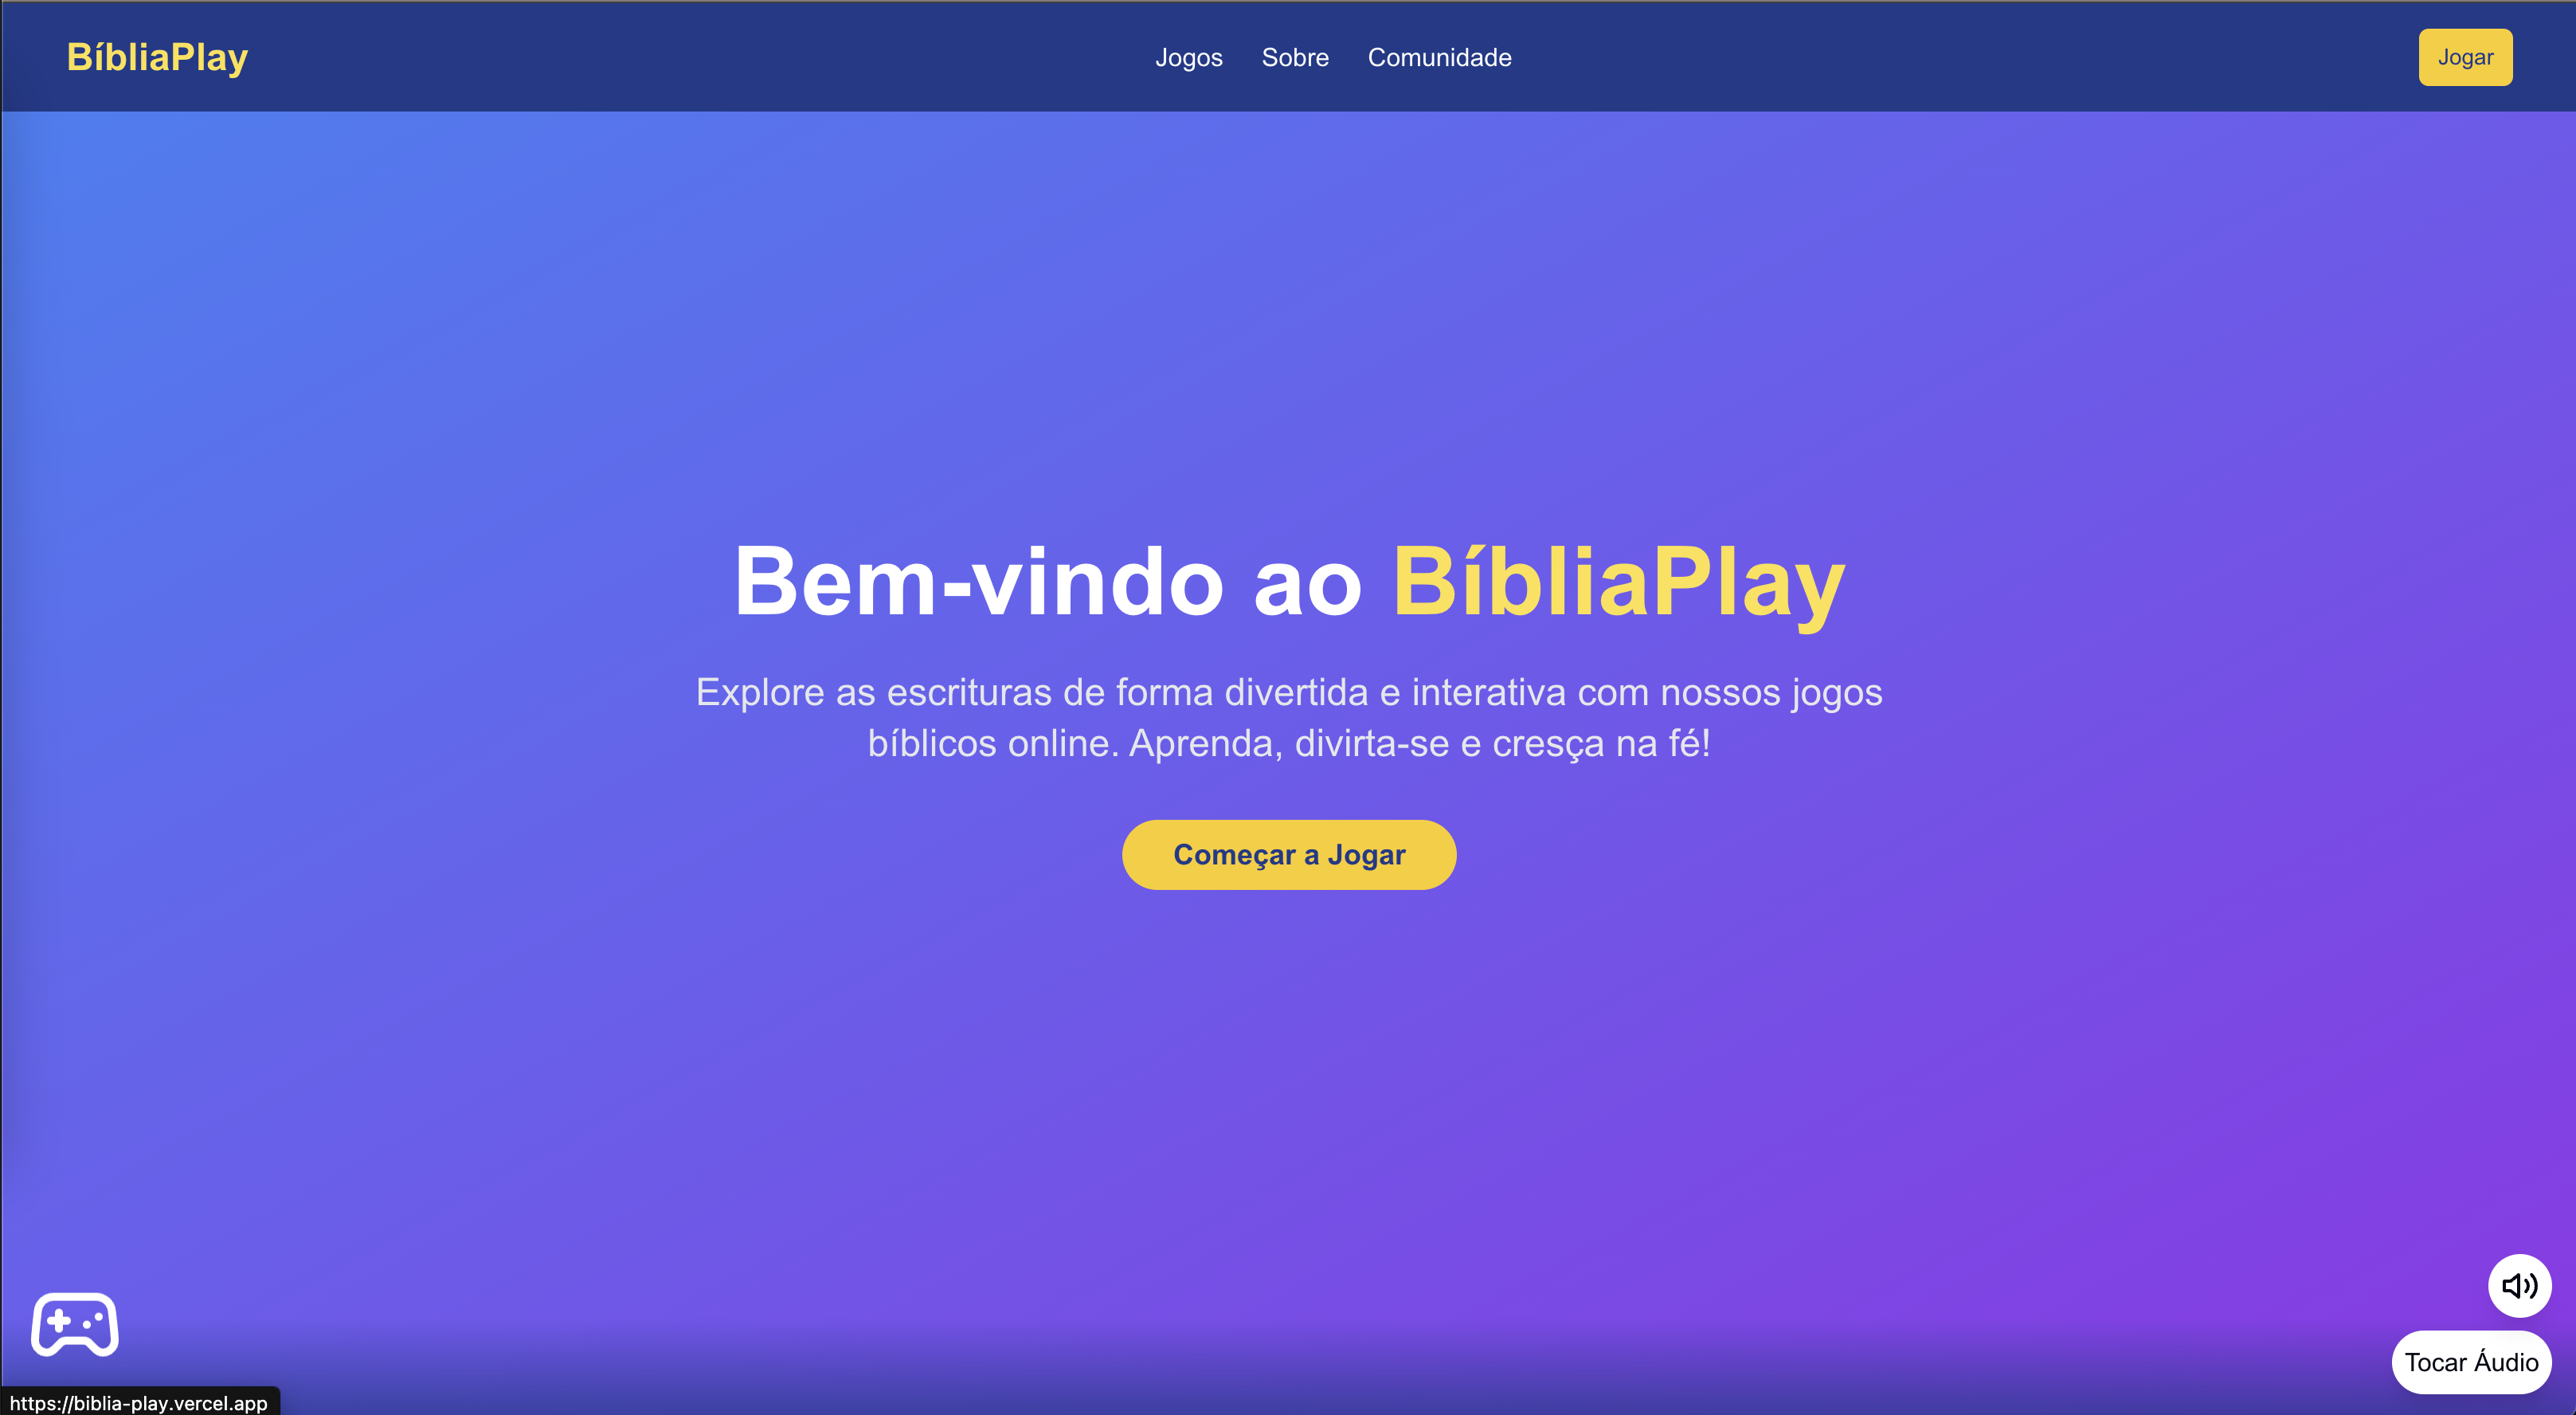 BíbliaPlay
Jogos Sobre Comunidade
Jogar
Bem-vindo ao BíbliaPlay
Explore as escrituras de forma divertida e interativa com nossos jogos
bíblicos online. Aprenda, divirta-se e cresça na fé!
Começar a Jogar
Tocar Áudio
https://biblia-play.vercel.app